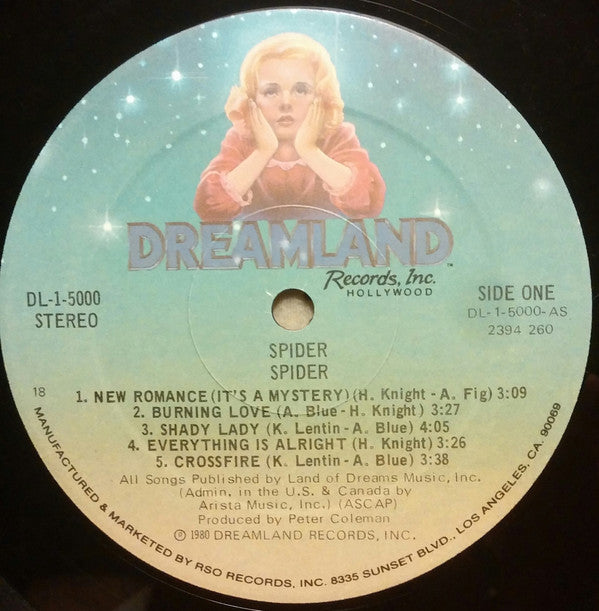 DREAMLAND™
Records, Inc.
HOLLYWOOD
DL-1-5000
STEREO
SIDE ONE
DL-1-5000-AS
2394 260
SPIDER
SPIDER
18
1. NEW ROMANCE (IT'S A MYSTERY) (H. Knight - A. Fig) 3:09
2. BURNING LOVE (A. Blue - H. Knight) 3:27
3. SHADY LADY (K. Lentin - A. Blue) 4:05
4. EVERYTHING IS ALRIGHT (H. Knight) 3:26
5. CROSSFIRE (K. Lentin - A. Blue) 3:38
All Songs Published by Land of Dreams Music, Inc.
(Admin. in the U.S. & Canada by
Arista Music, Inc.) (ASCAP)
Produced by Peter Coleman
℗ 1980 DREAMLAND RECORDS, INC.
MANUFACTURED & MARKETED BY RSO RECORDS, INC. 8335 SUNSET BLVD., LOS ANGELES, CA. 90069